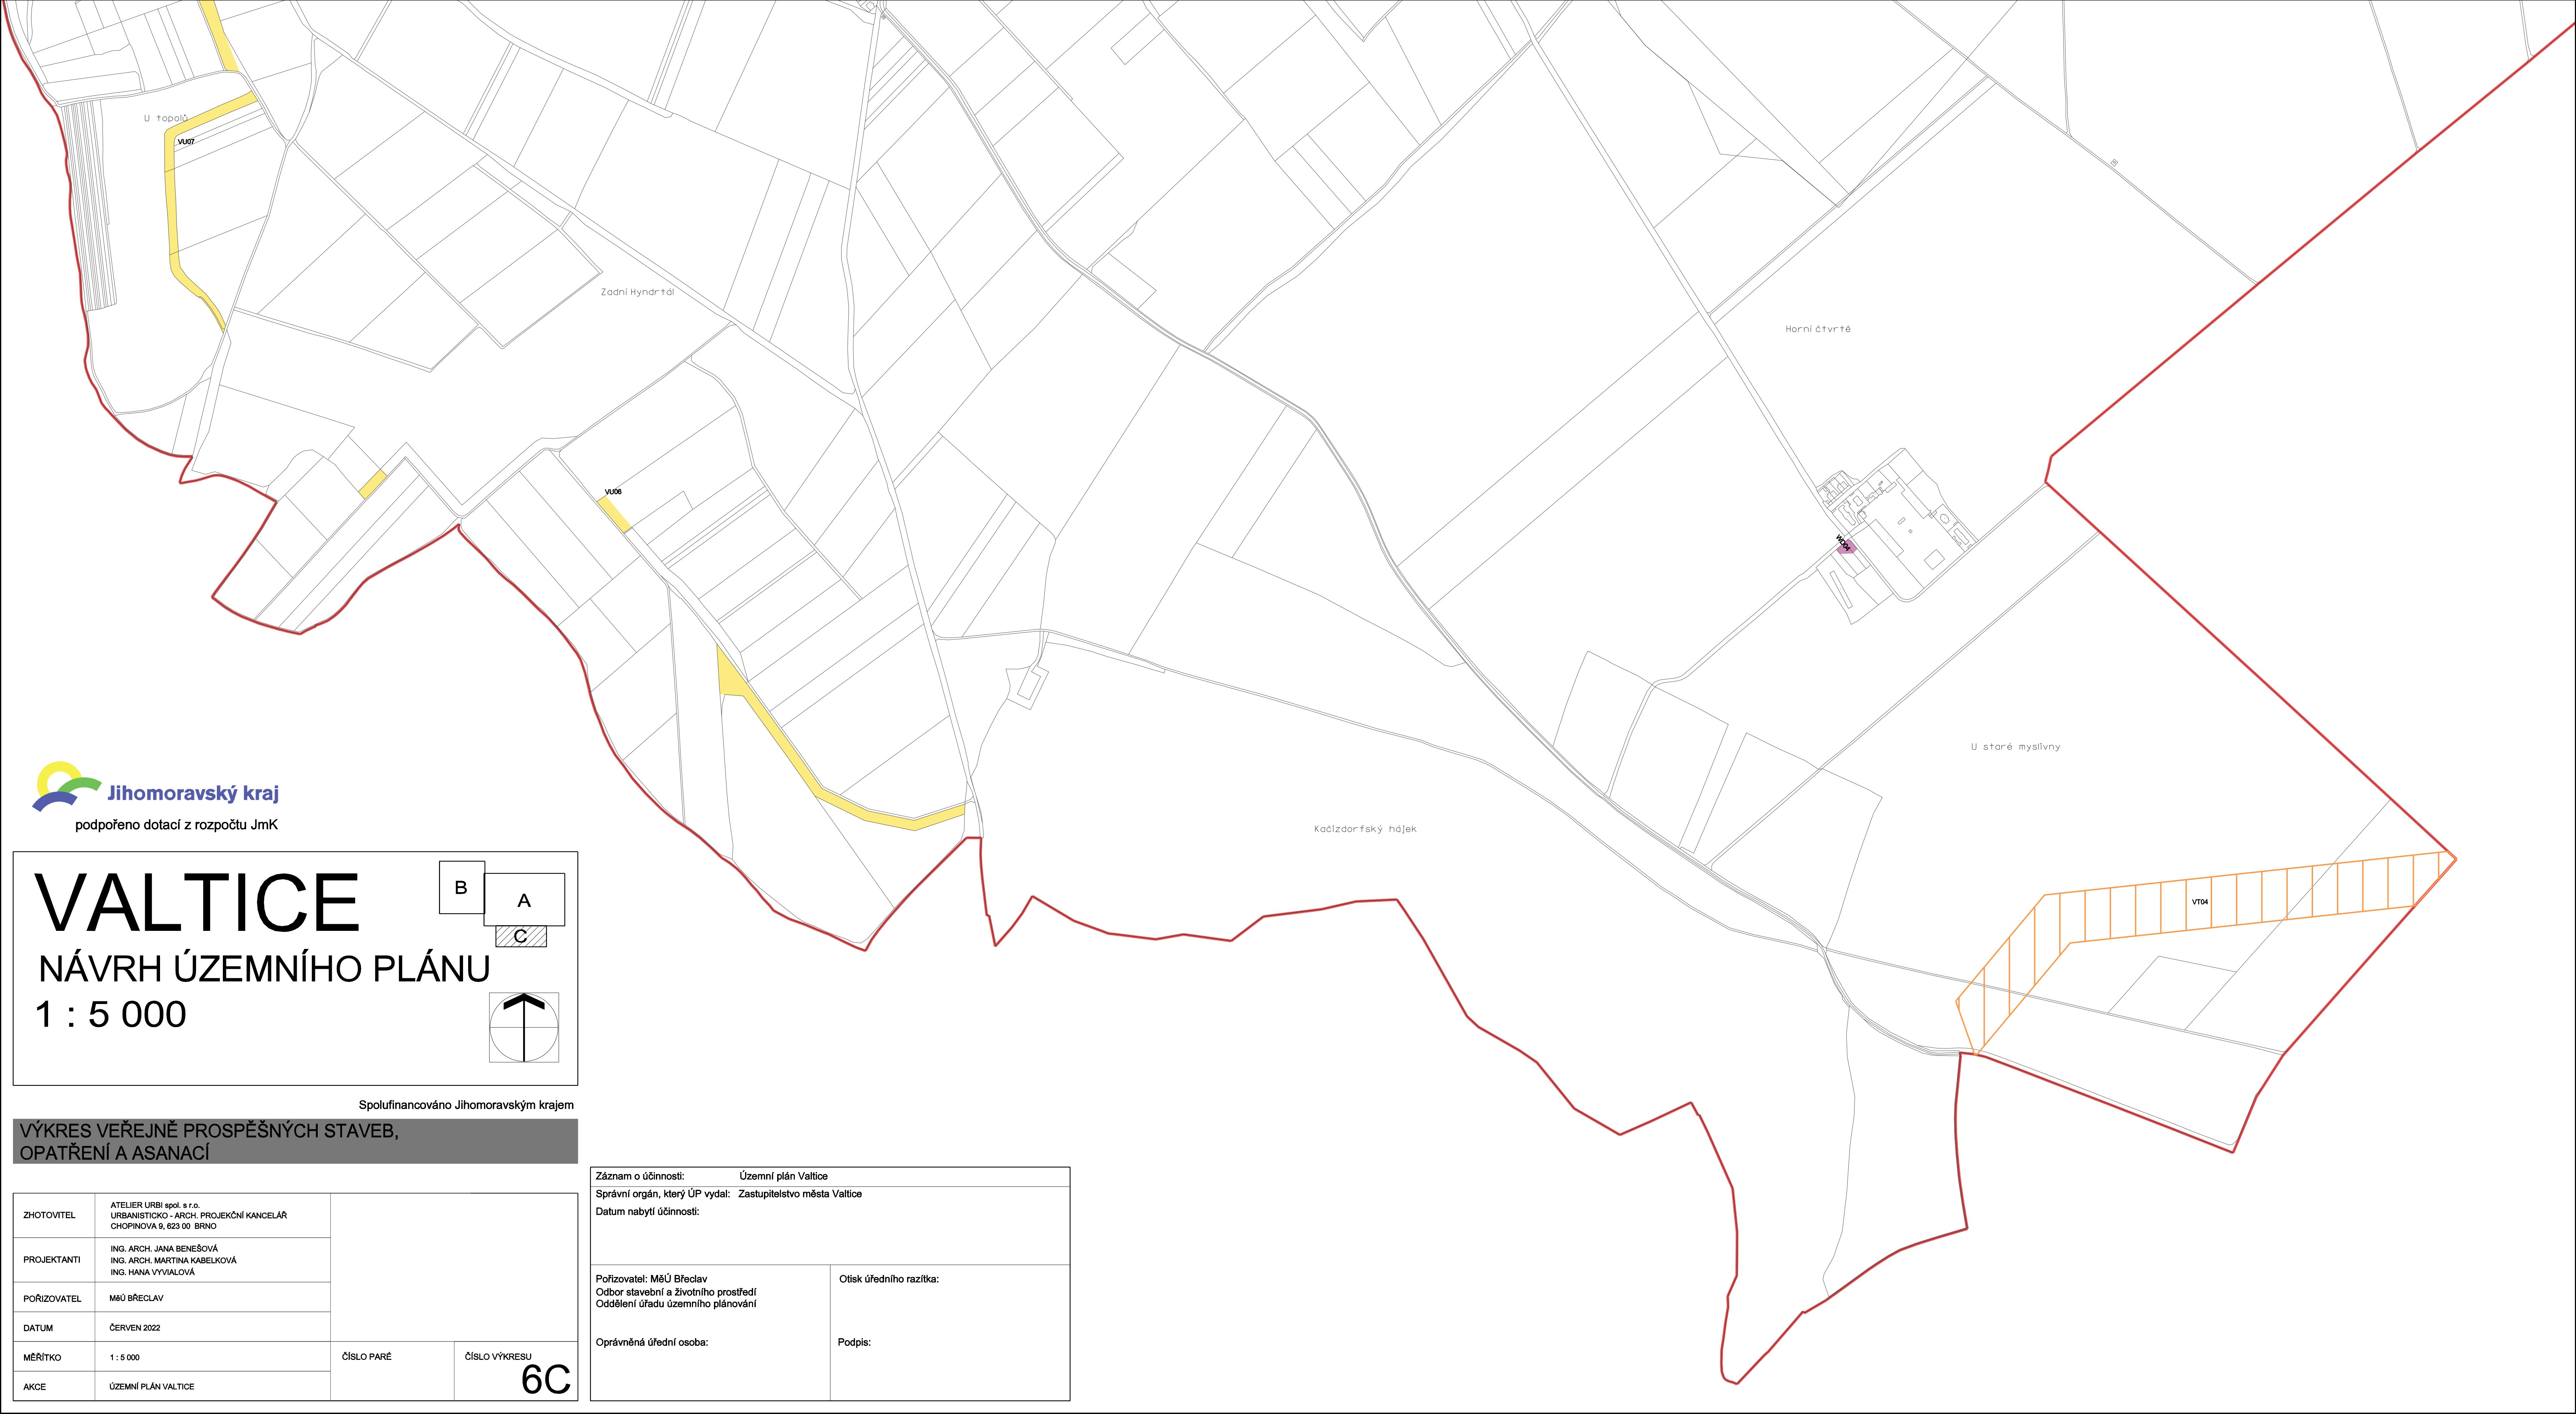 U topolů
VU07
Zadní Hyndrtál
Horní čtvrtě
VU06
WD04
U staré myslivny
Kačlzdorfský hájek
VT04
Jihomoravský kraj
podpořeno dotací z rozpočtu JmK
VALTICE
B
A
C
NÁVRH ÚZEMNÍHO PLÁNU
1 : 5 000
Spolufinancováno Jihomoravským krajem
VÝKRES VEŘEJNĚ PROSPĚŠNÝCH STAVEB,
OPATŘENÍ A ASANACÍ
ZHOTOVITEL
ATELIER URBI spol. s r.o.
URBANISTICKO - ARCH. PROJEKČNÍ KANCELÁŘ
CHOPINOVA 9, 623 00 BRNO
PROJEKTANTI
ING. ARCH. JANA BENEŠOVÁ
ING. ARCH. MARTINA KABELKOVÁ
ING. HANA VYVIALOVÁ
POŘIZOVATEL MěÚ BŘECLAV
DATUM ČERVEN 2022
MĚŘÍTKO 1 : 5 000
ČÍSLO PARÉ
ČÍSLO VÝKRESU
6C
AKCE ÚZEMNÍ PLÁN VALTICE
Záznam o účinnosti: Územní plán Valtice
Správní orgán, který ÚP vydal: Zastupitelstvo města Valtice
Datum nabytí účinnosti:
Pořizovatel: MěÚ Břeclav
Odbor stavební a životního prostředí
Oddělení úřadu územního plánování
Oprávněná úřední osoba:
Otisk úředního razítka:
Podpis: